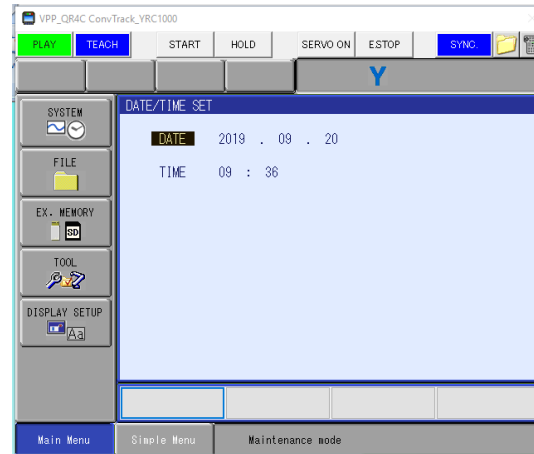 VPP_QR4C ConvTrack_YRC1000
PLAY TEACH START HOLD SERVO ON E.STOP SYNC.
Y
SYSTEM
FILE
EX. MEMORY
SD
TOOL
DISPLAY SETUP
Aa
DATE/TIME SET
DATE 2019 . 09 . 20
TIME 09 : 36
Main Menu Simple Menu Maintenance mode